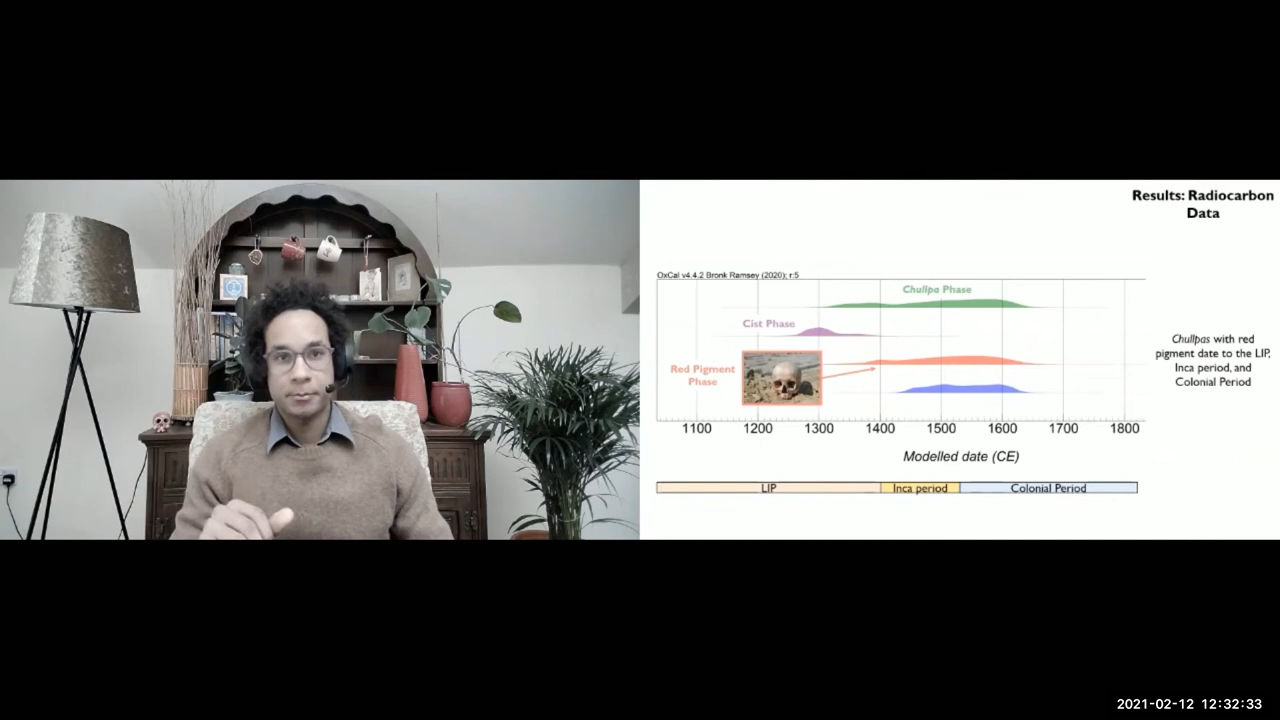 Results: Radiocarbon
Data
OxCal v4.4.2 Bronk Ramsey (2020); r:5
Chullpa Phase
Cist Phase
Red Pigment
Phase
Chullpas with red
pigment date to the LIP,
Inca period, and
Colonial Period
1100 1200 1300 1400 1500 1600 1700 1800
Modelled date (CE)
LIP Inca period Colonial Period
2021-02-12 12:32:33